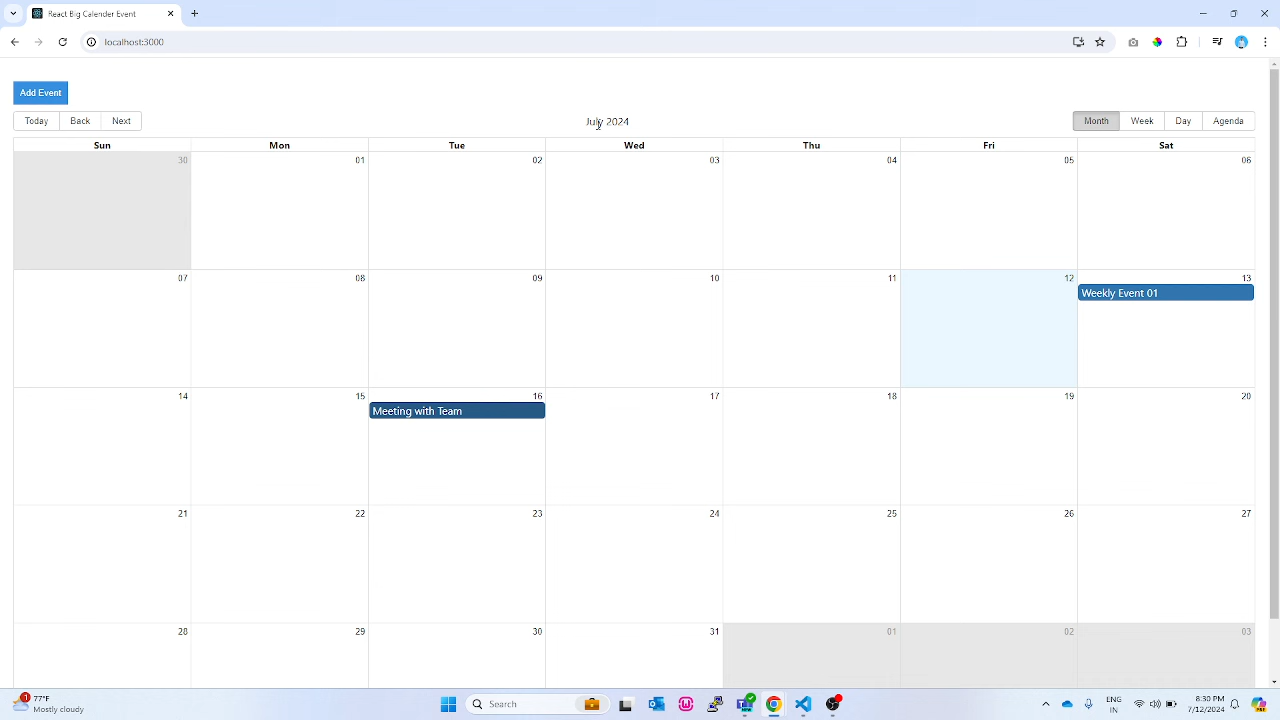 React Big Calender Event
localhost:3000
Add Event
Today Back Next
July 2024
Month Week Day Agenda
Sun Mon Tue Wed Thu Fri Sat
30 01 02 03 04 05 06
07 08 09 10 11 12 13
Weekly Event 01
14 15 16 17 18 19 20
Meeting with Team
21 22 23 24 25 26 27
28 29 30 31 01 02 03
1
77°F
Mostly cloudy
Search
ENG
IN
8:30 PM
7/12/2024